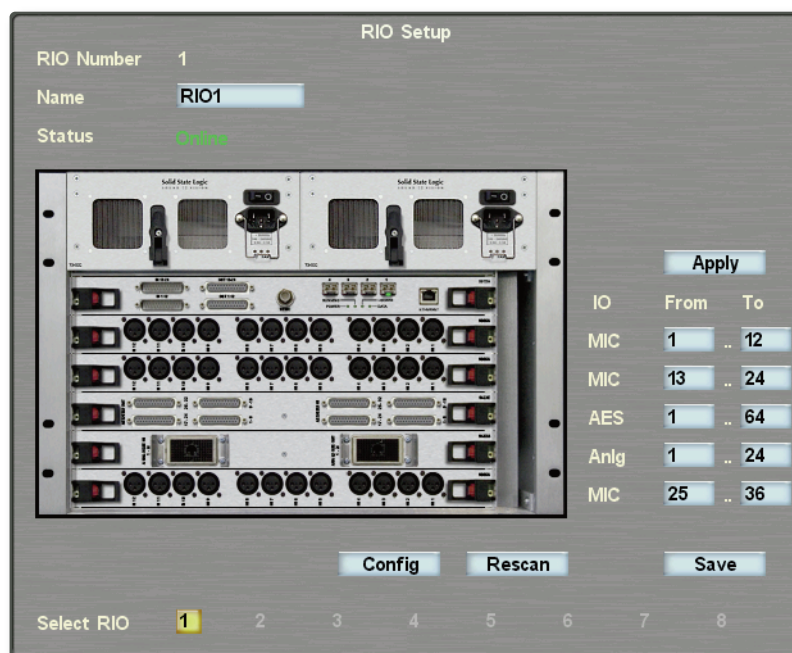 RIO Setup
RIO Number 1
Name RIO1
Status Online
Solid State Logic Solid State Logic
Apply
IO From To
MIC 1 .. 12
MIC 13 .. 24
AES 1 .. 64
Anlg 1 .. 24
MIC 25 .. 36
Config Rescan Save
Select RIO 1 2 3 4 5 6 7 8